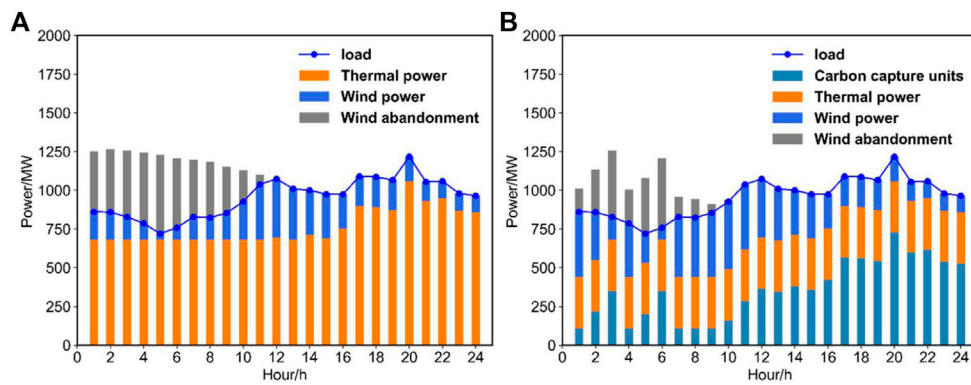 A
2000
1750
1500
1250
1000
750
500
250
0
Power/MW
load
Thermal power
Wind power
Wind abandonment
0 2 4 6 8 10 12 14 16 18 20 22 24
Hour/h
B
2000
1750
1500
1250
1000
750
500
250
0
Power/MW
load
Carbon capture units
Thermal power
Wind power
Wind abandonment
0 2 4 6 8 10 12 14 16 18 20 22 24
Hour/h